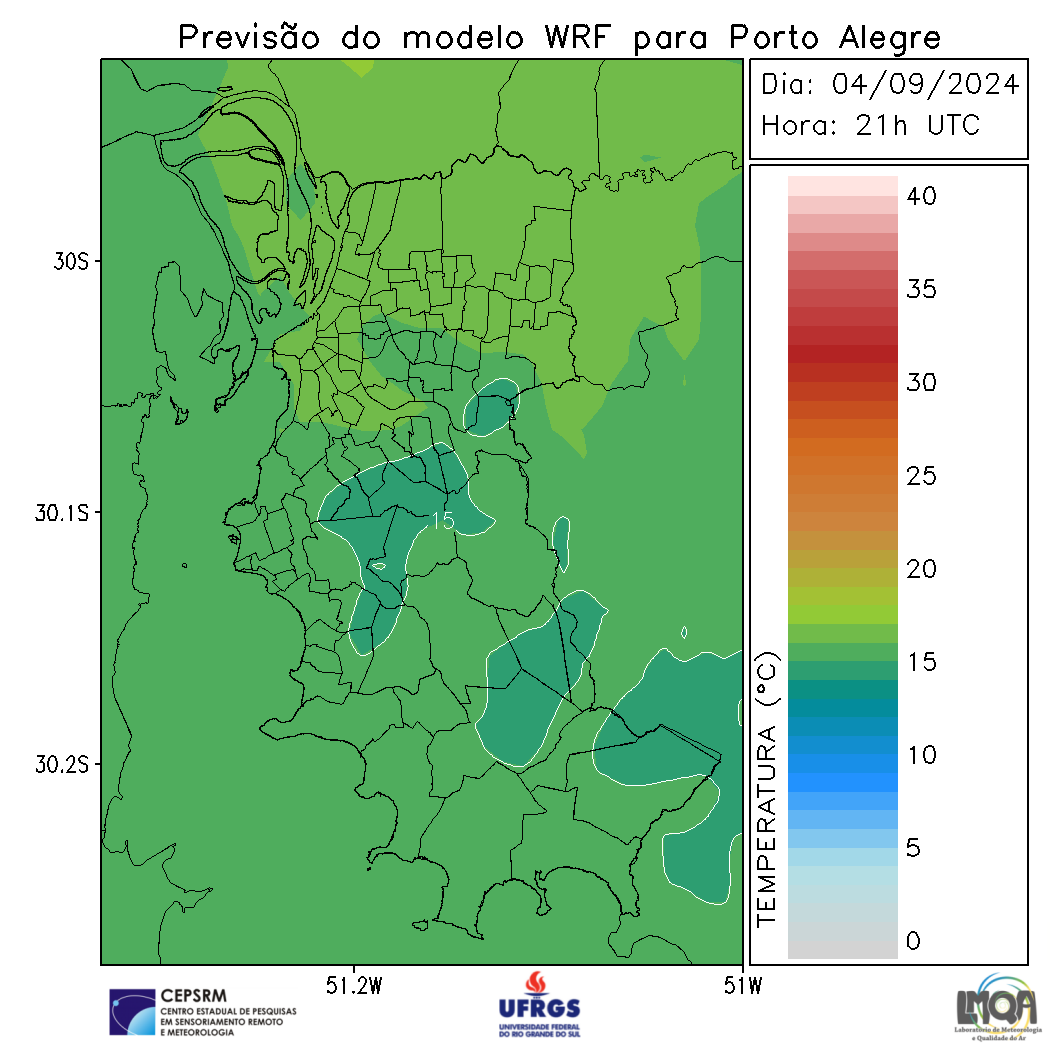 Previsão do modelo WRF para Porto Alegre
Dia: 04/09/2024
Hora: 21h UTC
30S
30.1S
30.2S
51.2W
51W
15
TEMPERATURA (°C)
40
35
30
25
20
15
10
5
0
CEPSRM
CENTRO ESTADUAL DE PESQUISAS
EM SENSORIAMENTO REMOTO
E METEOROLOGIA
UFRGS
UNIVERSIDADE FEDERAL
DO RIO GRANDE DO SUL
LMQA
Laboratório de Meteorologia
e Qualidade do Ar